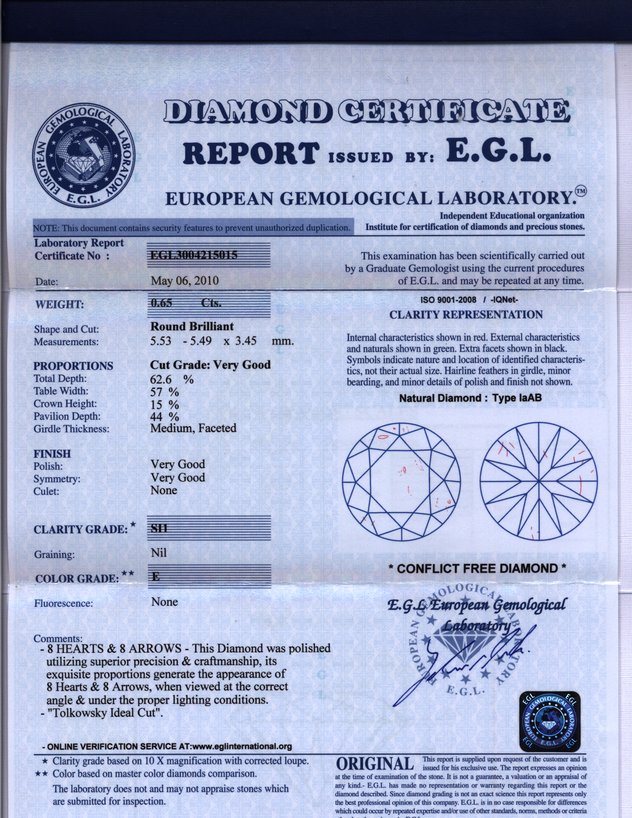 EUROPEAN GEMOLOGICAL LABORATORY
E.G.L.
DIAMOND CERTIFICATE
REPORT ISSUED BY: E.G.L.
EUROPEAN GEMOLOGICAL LABORATORY.™
Independent Educational organization
Institute for certification of diamonds and precious stones.
NOTE: This document contains security features to prevent unauthorized duplication.
Laboratory Report
Certificate No : EGL3004215015
Date: May 06, 2010
This examination has been scientifically carried out
by a Graduate Gemologist using the current procedures
of E.G.L. and may be repeated at any time.
WEIGHT: 0.65 Cts.
Shape and Cut: Round Brilliant
Measurements: 5.53 - 5.49 x 3.45 mm.
PROPORTIONS Cut Grade: Very Good
Total Depth: 62.6 %
Table Width: 57 %
Crown Height: 15 %
Pavilion Depth: 44 %
Girdle Thickness: Medium, Faceted
FINISH
Polish: Very Good
Symmetry: Very Good
Culet: None
CLARITY GRADE: * SI1
Graining: Nil
COLOR GRADE: ** E
Fluorescence: None
ISO 9001-2008 / -IQNet-
CLARITY REPRESENTATION
Internal characteristics shown in red. External characteristics
and naturals shown in green. Extra facets shown in black.
Symbols indicate nature and location of identified characteris-
tics, not their actual size. Hairline feathers in girdle, minor
bearding, and minor details of polish and finish not shown.
Natural Diamond : Type IaAB
* CONFLICT FREE DIAMOND *
E.G.L European Gemological
Laboratory
EUROPEAN GEMOLOGICAL LABORATORY
E.G.L.
Comments:
- 8 HEARTS & 8 ARROWS - This Diamond was polished
utilizing superior precision & craftmanship, its
exquisite proportions generate the appearance of
8 Hearts & 8 Arrows, when viewed at the correct
angle & under the proper lighting conditions.
- "Tolkowsky Ideal Cut".
EGL EGL
E.G.L.
EGL EGL
- ONLINE VERIFICATION SERVICE AT:www.eglinternational.org
* Clarity grade based on 10 X magnification with corrected loupe.
** Color based on master color diamonds comparison.
The laboratory does not and may not appraise stones which
are submitted for inspection.
ORIGINAL This report is supplied upon request of the customer and is
issued for his exclusive use. The report expresses an opinion
at the time of examination of the stone. It is not a guarantee, a valuation or an appraisal of
any kind.- E.G.L. has made no representation or warranty regarding this report or the
diamond described. Since diamond grading is not an exact science this report represents only
the best professional opinion of this company. E.G.L. is in no case responsible for differences
which could occur by repeated expertise and/or use of other standards, norms, methods or criteria